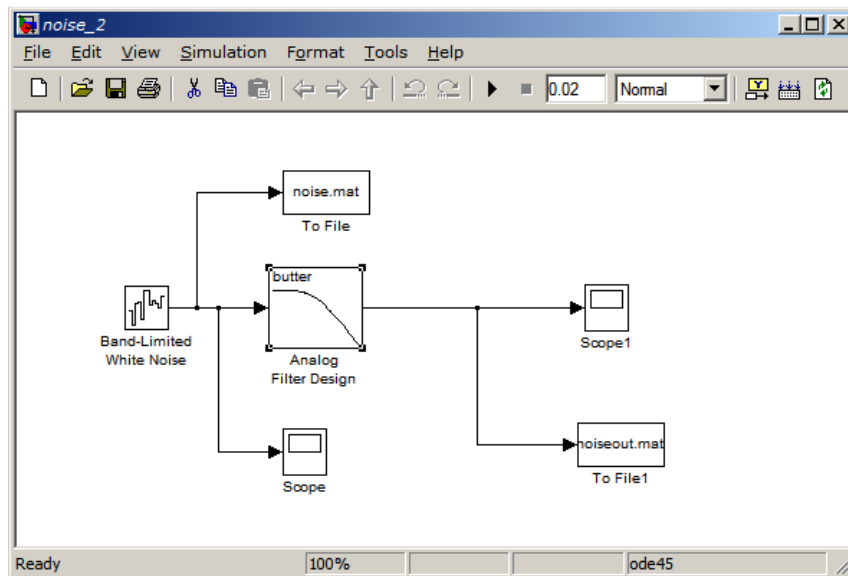 noise_2
File Edit View Simulation Format Tools Help
0.02 Normal
noise.mat
To File
butter
Band-Limited
White Noise
Analog
Filter Design
Scope1
Scope
noiseout.mat
To File1
Ready 100% ode45